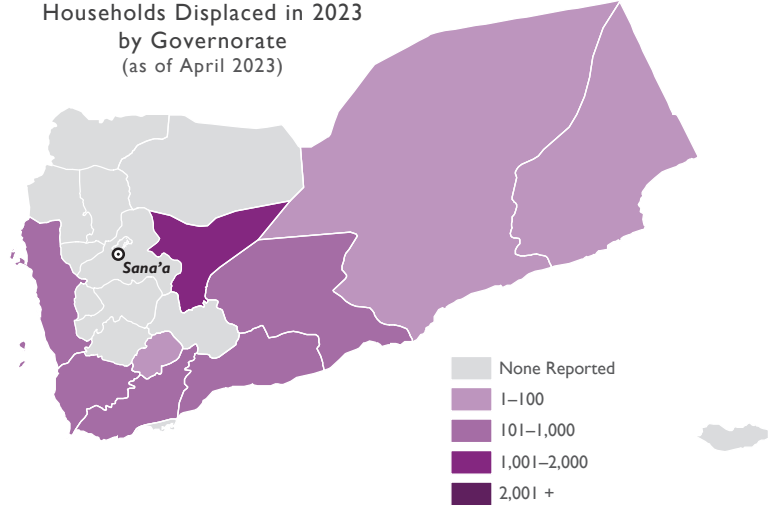 Households Displaced in 2023
by Governorate
(as of April 2023)
Sana'a
None Reported
1–100
101–1,000
1,001–2,000
2,001 +